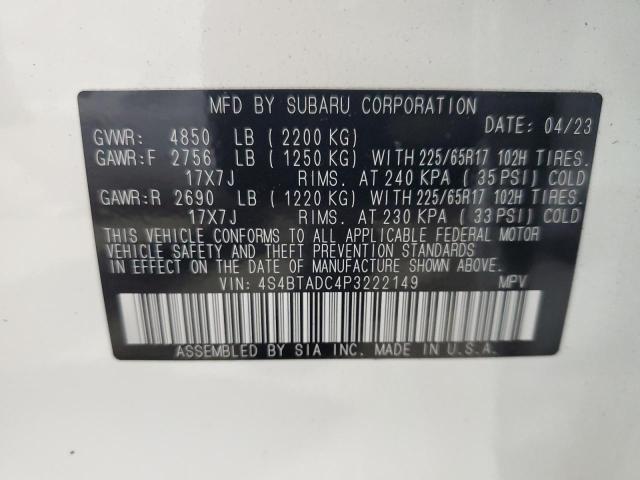 MFD BY SUBARU CORPORATION
DATE: 04/23
GVWR: 4850 LB ( 2200 KG )
GAWR:F 2756 LB ( 1250 KG ) WITH 225/65R17 102H TIRES.
17X7J RIMS. AT 240 KPA ( 35 PSI ) COLD
GAWR:R 2690 LB ( 1220 KG ) WITH 225/65R17 102H TIRES.
17X7J RIMS. AT 230 KPA ( 33 PSI ) COLD
THIS VEHICLE CONFORMS TO ALL APPLICABLE FEDERAL MOTOR
VEHICLE SAFETY AND THEFT PREVENTION STANDARDS
IN EFFECT ON THE DATE OF MANUFACTURE SHOWN ABOVE.
VIN: 4S4BTADC4P3222149 MPV
ASSEMBLED BY SIA INC. MADE IN U.S.A.